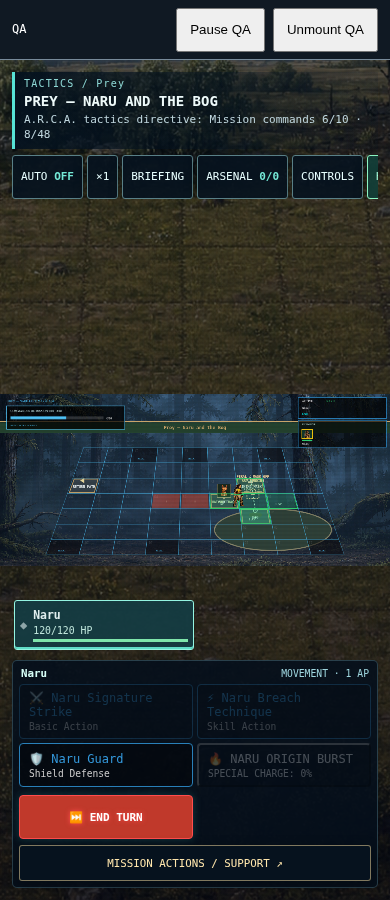 QA
Pause QA
Unmount QA
TACTICS / Prey
PREY — NARU AND THE BOG
A.R.C.A. tactics directive: Mission commands 6/10 ·
8/48
AUTO OFF
×1
BRIEFING
ARSENAL 0/0
CONTROLS
Prey — Naru and the Bog
Naru
120/120 HP
Naru
MOVEMENT · 1 AP
⚔️ Naru Signature
Strike
Basic Action
⚡ Naru Breach
Technique
Skill Action
🛡️ Naru Guard
Shield Defense
🔥 NARU ORIGIN BURST
SPECIAL CHARGE: 0%
⏩ END TURN
MISSION ACTIONS / SUPPORT ↗